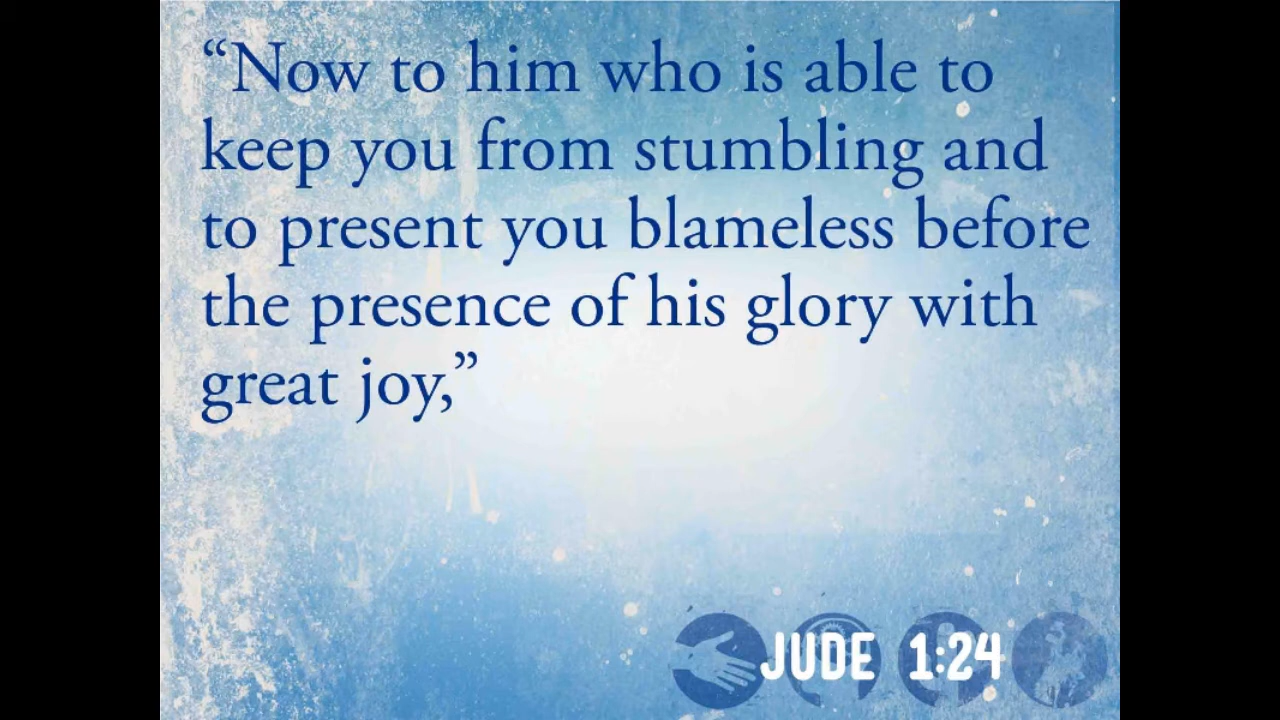 “Now to him who is able to
keep you from stumbling and
to present you blameless before
the presence of his glory with
great joy,”
JUDE 1:24